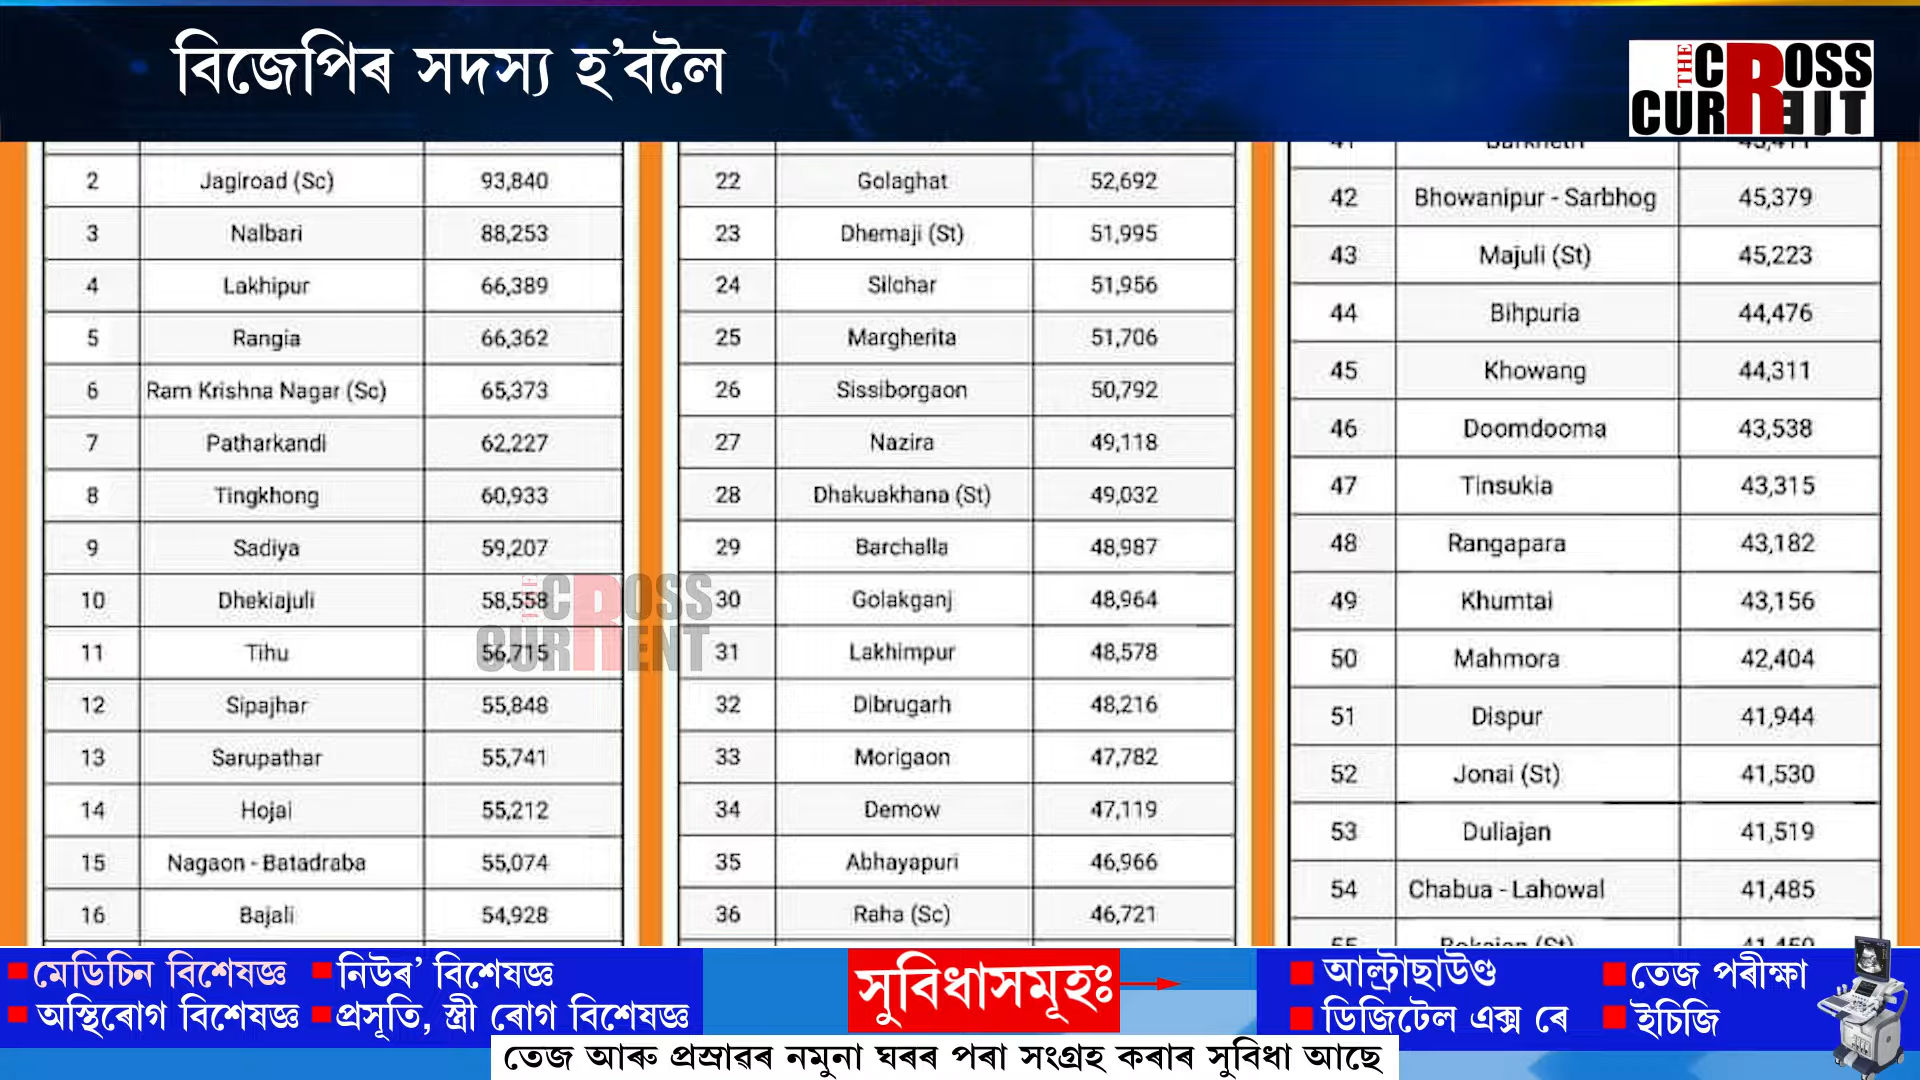 বিজেপিৰ সদস্য হ'বলৈ
THE CROSS
CURRENT
2 Jagiroad (Sc) 93,840
3 Nalbari 88,253
4 Lakhipur 66,389
5 Rangia 66,362
6 Ram Krishna Nagar (Sc) 65,373
7 Patharkandi 62,227
8 Tingkhong 60,933
9 Sadiya 59,207
10 Dhekiajuli 58,558
11 Tihu 56,715
12 Sipajhar 55,848
13 Sarupathar 55,741
14 Hojai 55,212
15 Nagaon - Batadraba 55,074
16 Bajali 54,928
22 Golaghat 52,692
23 Dhemaji (St) 51,995
24 Silchar 51,956
25 Margherita 51,706
26 Sissiborgaon 50,792
27 Nazira 49,118
28 Dhakuakhana (St) 49,032
29 Barchalla 48,987
30 Golakganj 48,964
31 Lakhimpur 48,578
32 Dibrugarh 48,216
33 Morigaon 47,782
34 Demow 47,119
35 Abhayapuri 46,966
36 Raha (Sc) 46,721
42 Bhowanipur - Sarbhog 45,379
43 Majuli (St) 45,223
44 Bihpuria 44,476
45 Khowang 44,311
46 Doomdooma 43,538
47 Tinsukia 43,315
48 Rangapara 43,182
49 Khumtai 43,156
50 Mahmora 42,404
51 Dispur 41,944
52 Jonai (St) 41,530
53 Duliajan 41,519
54 Chabua - Lahowal 41,485
THE CROSS
CURRENT
মেডিচিন বিশেষজ্ঞ নিউৰ' বিশেষজ্ঞ
অস্থিৰোগ বিশেষজ্ঞ প্ৰসূতি, স্ত্ৰী ৰোগ বিশেষজ্ঞ
সুবিধাসমূহঃ
আল্ট্ৰাছাউণ্ড তেজ পৰীক্ষা
ডিজিটেল এক্স ৰে ইচিজি
তেজ আৰু প্ৰস্ৰাৱৰ নমুনা ঘৰৰ পৰা সংগ্ৰহ কৰাৰ সুবিধা আছে